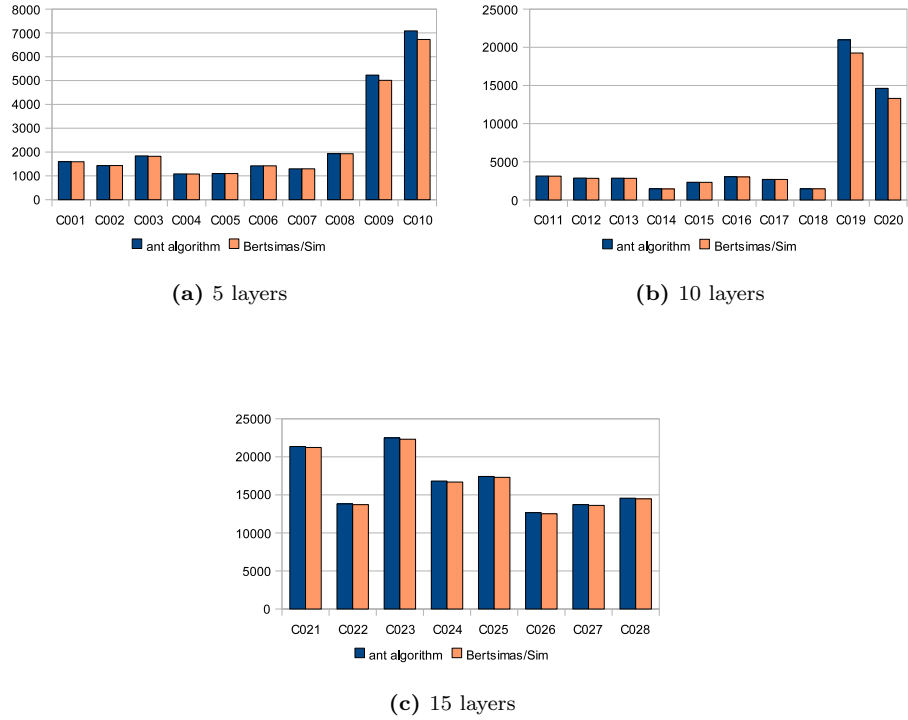 8000
7000
6000
5000
4000
3000
2000
1000
0
C001 C002 C003 C004 C005 C006 C007 C008 C009 C010
ant algorithm Bertsimas/Sim
(a) 5 layers
25000
20000
15000
10000
5000
0
C011 C012 C013 C014 C015 C016 C017 C018 C019 C020
ant algorithm Bertsimas/Sim
(b) 10 layers
25000
20000
15000
10000
5000
0
C021 C022 C023 C024 C025 C026 C027 C028
ant algorithm Bertsimas/Sim
(c) 15 layers